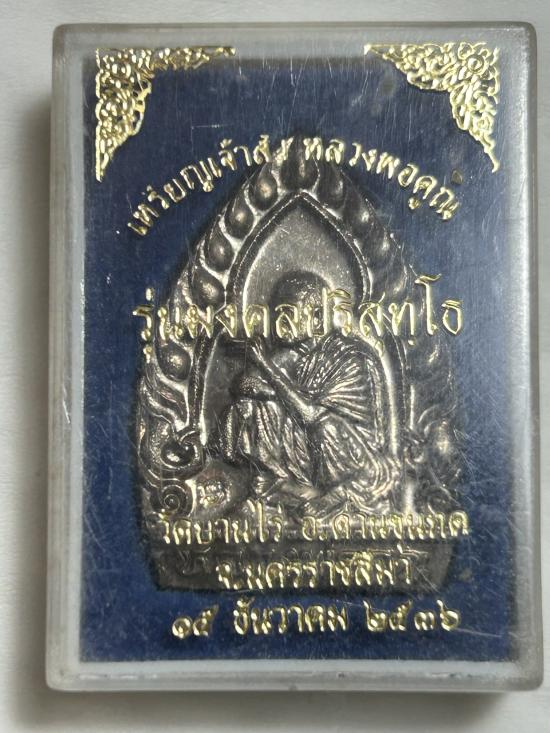 เหรียญเจ้าสัว หลวงพ่อคูณ
รุ่นมงคลปริสุทฺโธ
วัดบ้านไร่ อ.ด่านขุนทด
จ.นครราชสีมา
๑๕ ธันวาคม ๒๕๓๖